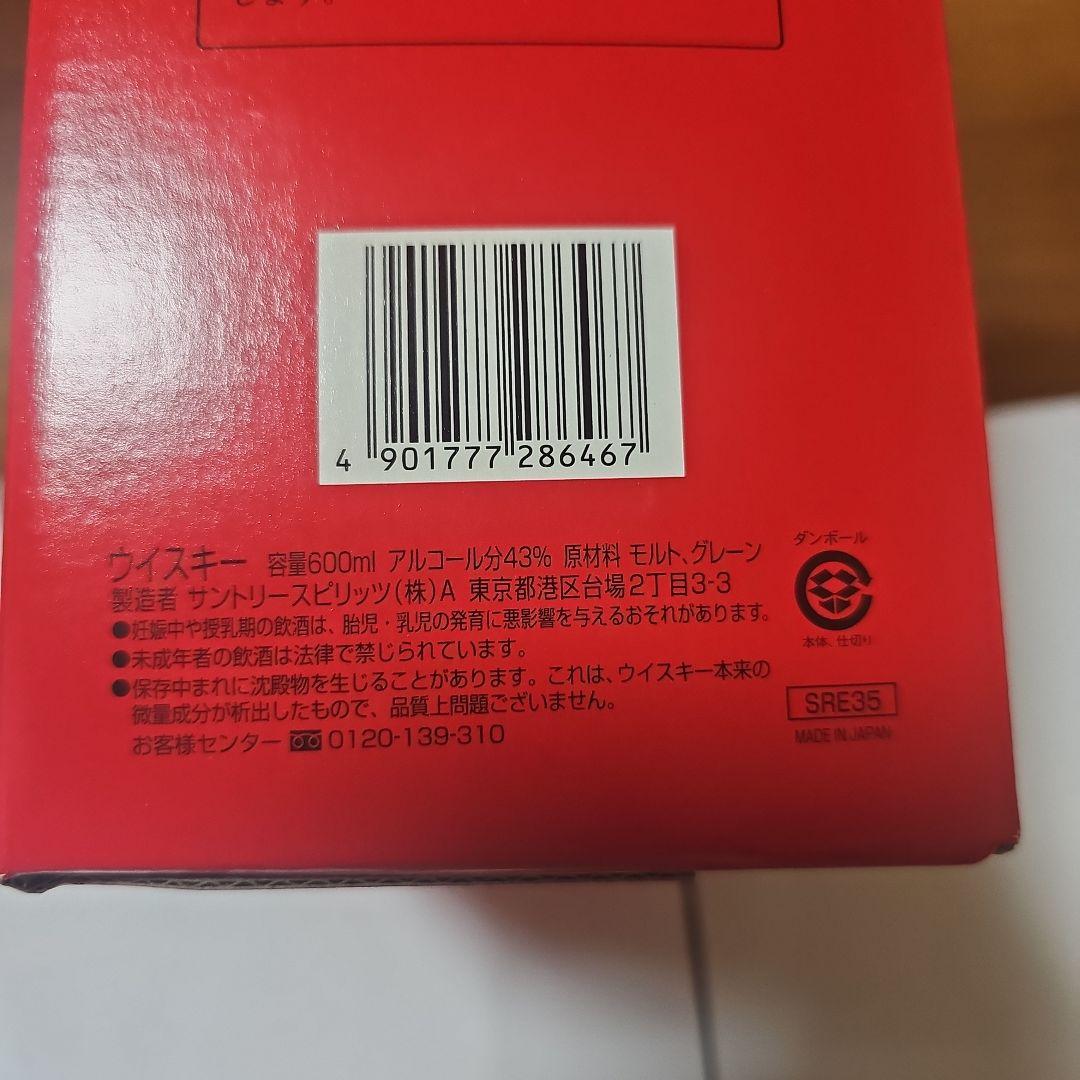 します。
4 901777 286467
ウイスキー 容量600ml アルコール分43% 原材料 モルト、グレーン
製造者 サントリースピリッツ(株)A 東京都港区台場2丁目3-3
●妊娠中や授乳期の飲酒は、胎児・乳児の発育に悪影響を与えるおそれがあります。
●未成年者の飲酒は法律で禁じられています。
●保存中まれに沈殿物を生じることがあります。これは、ウイスキー本来の
微量成分が析出したもので、品質上問題ございません。
お客様センター 0120-139-310
ダンボール
本体、仕切り
SRE35
MADE IN JAPAN